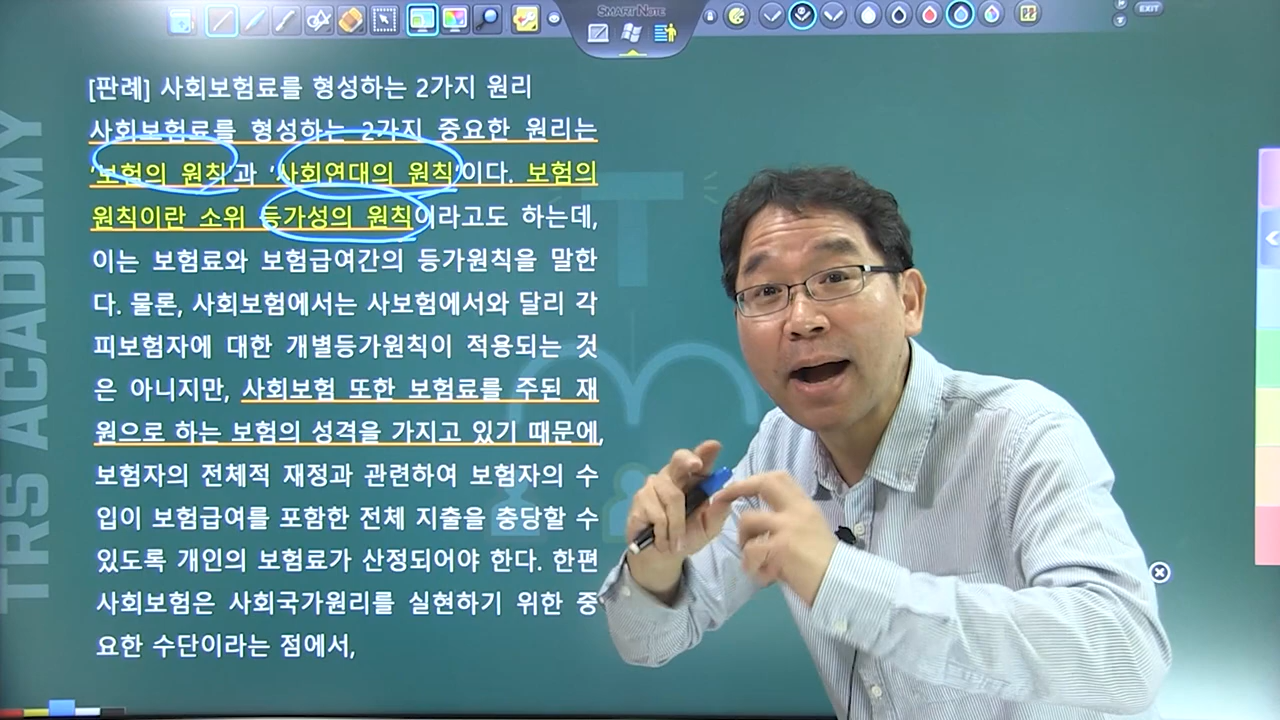 SMARTNOTE
EXIT
TRS ACADEMY
[판례] 사회보험료를 형성하는 2가지 원리
사회보험료를 형성하는 2가지 중요한 원리는
'보험의 원칙'과 '사회연대의 원칙'이다. 보험의
원칙이란 소위 등가성의 원칙이라고도 하는데,
이는 보험료와 보험급여간의 등가원칙을 말한
다. 물론, 사회보험에서는 사보험에서와 달리 각
피보험자에 대한 개별등가원칙이 적용되는 것
은 아니지만, 사회보험 또한 보험료를 주된 재
원으로 하는 보험의 성격을 가지고 있기 때문에,
보험자의 전체적 재정과 관련하여 보험자의 수
입이 보험급여를 포함한 전체 지출을 충당할 수
있도록 개인의 보험료가 산정되어야 한다. 한편
사회보험은 사회국가원리를 실현하기 위한 중
요한 수단이라는 점에서,